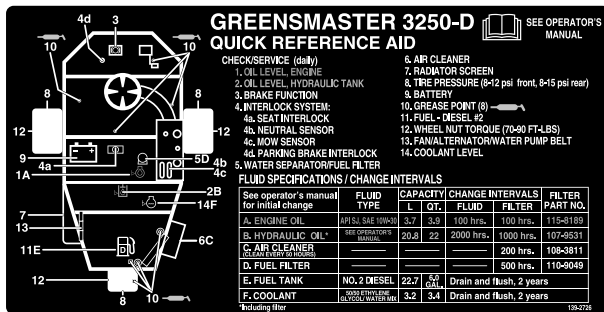 GREENSMASTER 3250-D
QUICK REFERENCE AID
SEE OPERATOR'S
MANUAL
CHECK/SERVICE (daily)
1. OIL LEVEL, ENGINE
2. OIL LEVEL, HYDRAULIC TANK
3. BRAKE FUNCTION
4. INTERLOCK SYSTEM:
4a. SEAT INTERLOCK
4b. NEUTRAL SENSOR
4c. MOW SENSOR
4d. PARKING BRAKE INTERLOCK
5. WATER SEPARATOR/FUEL FILTER
6. AIR CLEANER
7. RADIATOR SCREEN
8. TIRE PRESSURE (8-12 psi front, 8-15 psi rear)
9. BATTERY
10. GREASE POINT (8)
11. FUEL - DIESEL #2
12. WHEEL NUT TORQUE (70-90 FT-LBS)
13. FAN/ALTERNATOR/WATER PUMP BELT
14. COOLANT LEVEL
FLUID SPECIFICATIONS / CHANGE INTERVALS
See operator's manual for initial change | FLUID TYPE | CAPACITY L QT. | CHANGE INTERVALS FLUID FILTER | FILTER PART NO.
A. ENGINE OIL API SJ, SAE 10W-30 3.7 3.9 100 hrs. 100 hrs. 115-8189
B. HYDRAULIC OIL* SEE OPERATOR'S MANUAL 20.8 22 2000 hrs. 1000 hrs. 107-9531
C. AIR CLEANER (CLEAN EVERY 50 HOURS) 200 hrs. 108-3811
D. FUEL FILTER 500 hrs. 110-9049
E. FUEL TANK NO. 2 DIESEL 22.7 6.0 GAL. Drain and flush, 2 years
F. COOLANT 50/50 ETHYLENE GLYCOL/ WATER MIX 3.2 3.4 Drain and flush, 2 years
*Including filter
139-2726
4d
3
10
10
8
8
12
12
9
4a
1A
5D
4b
4c
2B
14F
7
13
11E
6C
12
8
10